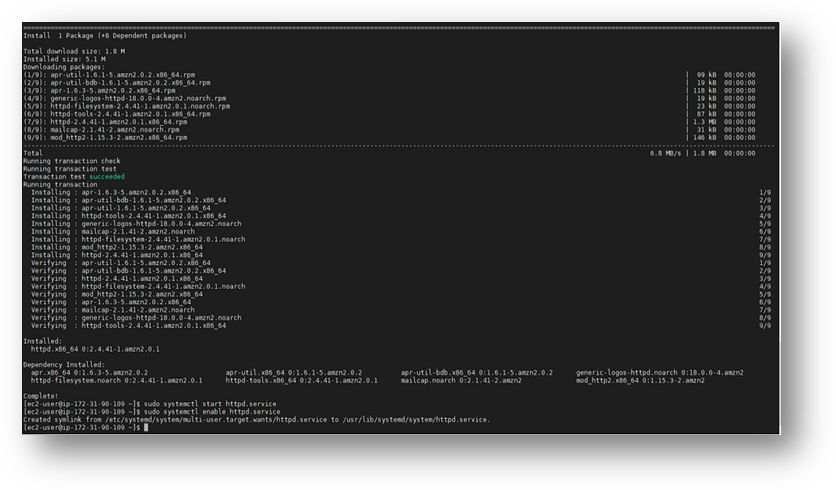 Install  1 Package (+8 Dependent packages)
Total download size: 1.8 M
Installed size: 5.1 M
Downloading packages:
(1/9): apr-util-1.6.1-5.amzn2.0.2.x86_64.rpm | 99 kB 00:00:00
(2/9): apr-util-bdb-1.6.1-5.amzn2.0.2.x86_64.rpm | 19 kB 00:00:00
(3/9): apr-1.6.3-5.amzn2.0.2.x86_64.rpm | 118 kB 00:00:00
(4/9): generic-logos-httpd-18.0.0-4.amzn2.noarch.rpm | 19 kB 00:00:00
(5/9): httpd-filesystem-2.4.41-1.amzn2.0.1.noarch.rpm | 23 kB 00:00:00
(6/9): httpd-tools-2.4.41-1.amzn2.0.1.x86_64.rpm | 87 kB 00:00:00
(7/9): httpd-2.4.41-1.amzn2.0.1.x86_64.rpm | 1.3 MB 00:00:00
(8/9): mailcap-2.1.41-2.amzn2.noarch.rpm | 31 kB 00:00:00
(9/9): mod_http2-1.15.3-2.amzn2.x86_64.rpm | 146 kB 00:00:00
Total 6.8 MB/s | 1.8 MB 00:00:00
Running transaction check
Running transaction test
Transaction test succeeded
Running transaction
Installing : apr-1.6.3-5.amzn2.0.2.x86_64 1/9
Installing : apr-util-bdb-1.6.1-5.amzn2.0.2.x86_64 2/9
Installing : apr-util-1.6.1-5.amzn2.0.2.x86_64 3/9
Installing : httpd-tools-2.4.41-1.amzn2.0.1.x86_64 4/9
Installing : generic-logos-httpd-18.0.0-4.amzn2.noarch 5/9
Installing : mailcap-2.1.41-2.amzn2.noarch 6/9
Installing : httpd-filesystem-2.4.41-1.amzn2.0.1.noarch 7/9
Installing : mod_http2-1.15.3-2.amzn2.x86_64 8/9
Installing : httpd-2.4.41-1.amzn2.0.1.x86_64 9/9
Verifying  : apr-util-1.6.1-5.amzn2.0.2.x86_64 1/9
Verifying  : apr-util-bdb-1.6.1-5.amzn2.0.2.x86_64 2/9
Verifying  : httpd-2.4.41-1.amzn2.0.1.x86_64 3/9
Verifying  : httpd-filesystem-2.4.41-1.amzn2.0.1.noarch 4/9
Verifying  : mod_http2-1.15.3-2.amzn2.x86_64 5/9
Verifying  : apr-1.6.3-5.amzn2.0.2.x86_64 6/9
Verifying  : mailcap-2.1.41-2.amzn2.noarch 7/9
Verifying  : generic-logos-httpd-18.0.0-4.amzn2.noarch 8/9
Verifying  : httpd-tools-2.4.41-1.amzn2.0.1.x86_64 9/9
Installed:
httpd.x86_64 0:2.4.41-1.amzn2.0.1
Dependency Installed:
apr.x86_64 0:1.6.3-5.amzn2.0.2 apr-util.x86_64 0:1.6.1-5.amzn2.0.2 apr-util-bdb.x86_64 0:1.6.1-5.amzn2.0.2 generic-logos-httpd.noarch 0:18.0.0-4.amzn2
httpd-filesystem.noarch 0:2.4.41-1.amzn2.0.1 httpd-tools.x86_64 0:2.4.41-1.amzn2.0.1 mailcap.noarch 0:2.1.41-2.amzn2 mod_http2.x86_64 0:1.15.3-2.amzn2
Complete!
[ec2-user@ip-172-31-90-109 ~]$ sudo systemctl start httpd.service
[ec2-user@ip-172-31-90-109 ~]$ sudo systemctl enable httpd.service
Created symlink from /etc/systemd/system/multi-user.target.wants/httpd.service to /usr/lib/systemd/system/httpd.service.
[ec2-user@ip-172-31-90-109 ~]$